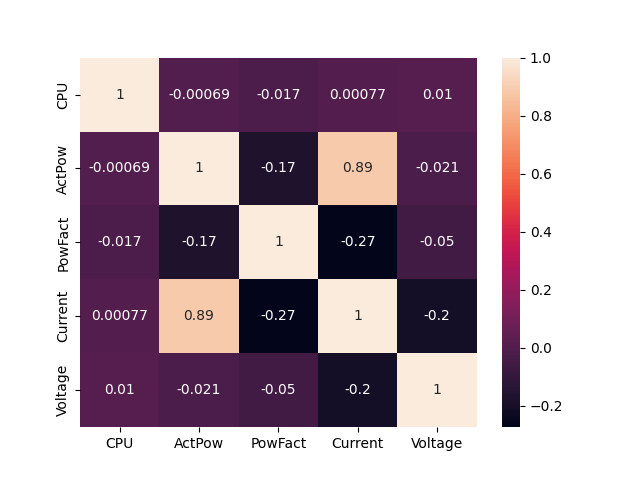 1.0
CPU 1 -0.00069 -0.017 0.00077 0.01
0.8
ActPow -0.00069 1 -0.17 0.89 -0.021
0.6
0.4
PowFact -0.017 -0.17 1 -0.27 -0.05
0.2
Current 0.00077 0.89 -0.27 1 -0.2
0.0
Voltage 0.01 -0.021 -0.05 -0.2 1
−0.2
CPU ActPow PowFact Current Voltage